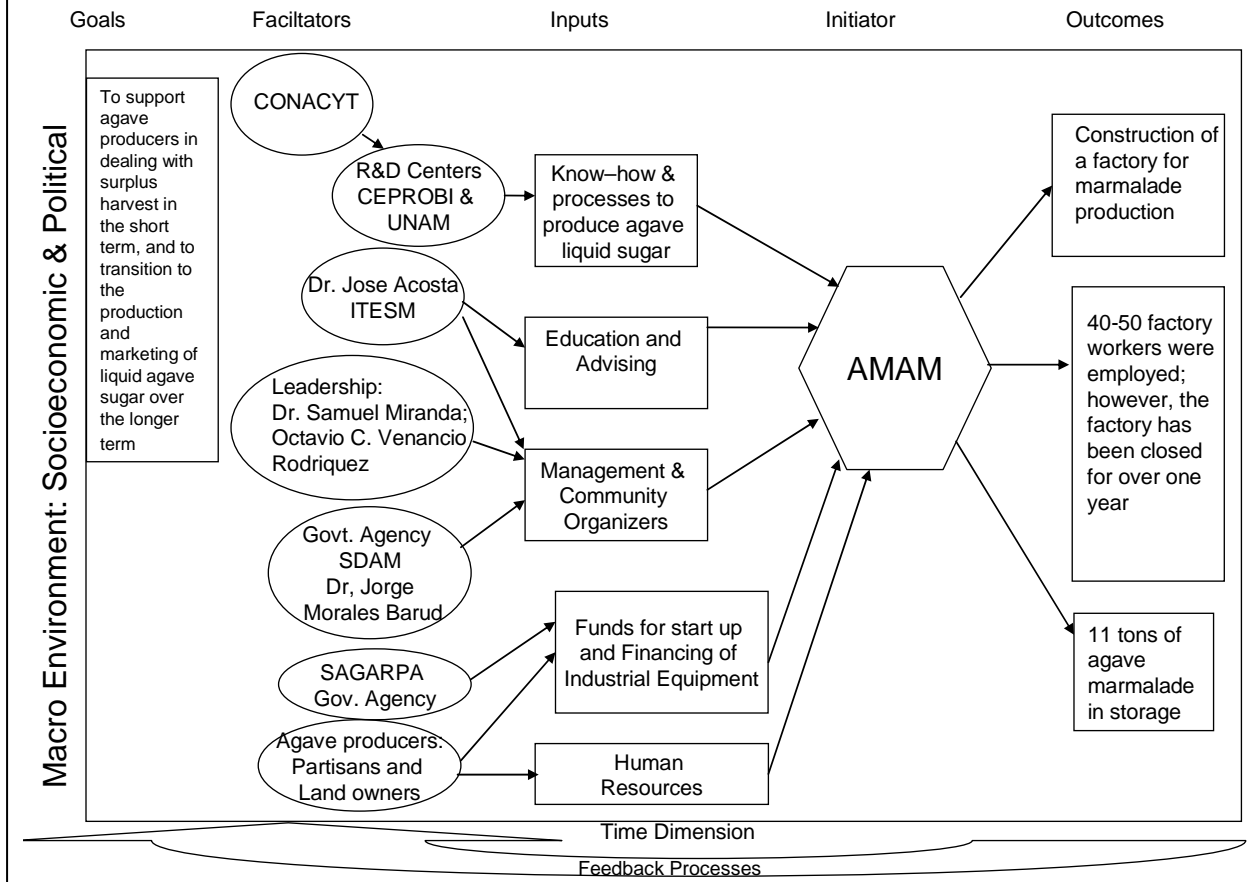 Goals
Faciltators
Inputs
Initiator
Outcomes
Macro Environment: Socioeconomic & Political
To support
agave
producers in
dealing with
surplus
harvest in
the short
term, and to
transition to
the
production
and
marketing of
liquid agave
sugar over
the longer
term
CONACYT
R&D Centers
CEPROBI &
UNAM
Dr. Jose Acosta
ITESM
Leadership:
Dr. Samuel Miranda;
Octavio C. Venancio
Rodriquez
Govt. Agency
SDAM
Dr, Jorge
Morales Barud
SAGARPA
Gov. Agency
Agave producers:
Partisans and
Land owners
Know–how &
processes to
produce agave
liquid sugar
Education and
Advising
Management &
Community
Organizers
Funds for start up
and Financing of
Industrial Equipment
Human
Resources
AMAM
Construction of
a factory for
marmalade
production
40-50 factory
workers were
employed;
however, the
factory has
been closed
for over one
year
11 tons of
agave
marmalade
in storage
Time Dimension
Feedback Processes